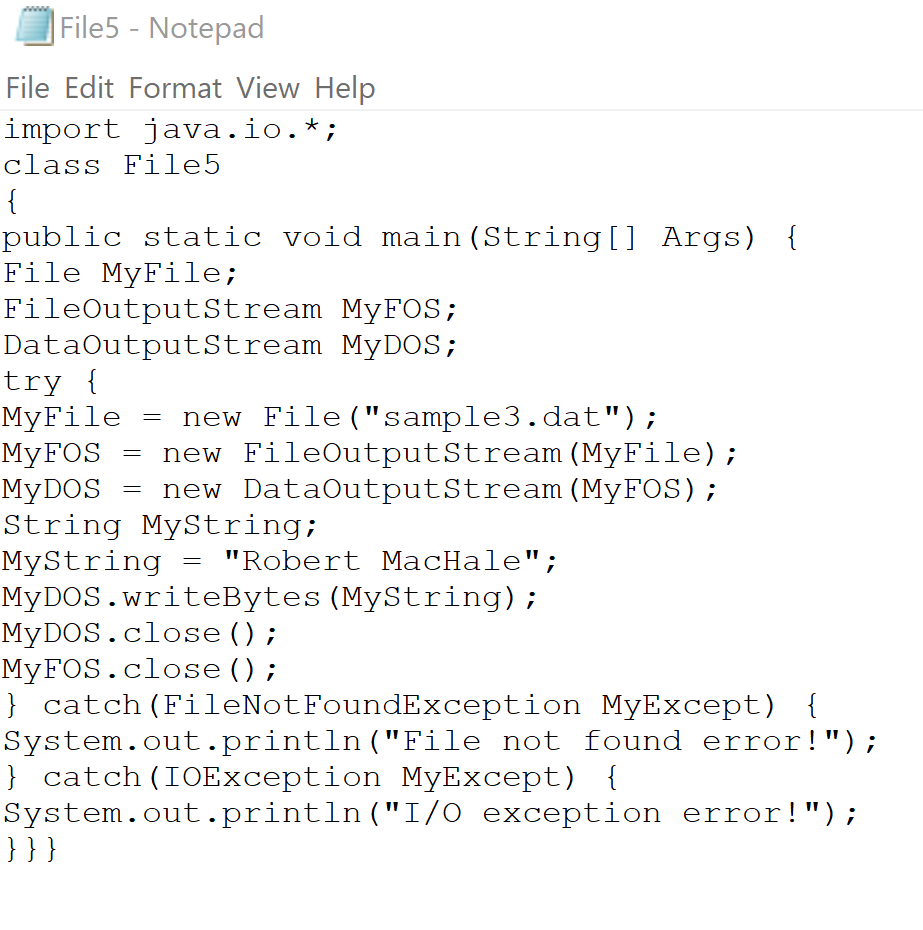 File5 - Notepad
File Edit Format View Help
import java.io.*;
class File5
{
public static void main(String[] Args) {
File MyFile;
FileOutputStream MyFOS;
DataOutputStream MyDOS;
try {
MyFile = new File("sample3.dat");
MyFOS = new FileOutputStream(MyFile);
MyDOS = new DataOutputStream(MyFOS);
String MyString;
MyString = "Robert MacHale";
MyDOS.writeBytes(MyString);
MyDOS.close();
MyFOS.close();
} catch(FileNotFoundException MyExcept) {
System.out.println("File not found error!");
} catch(IOException MyExcept) {
System.out.println("I/O exception error!");
}}}